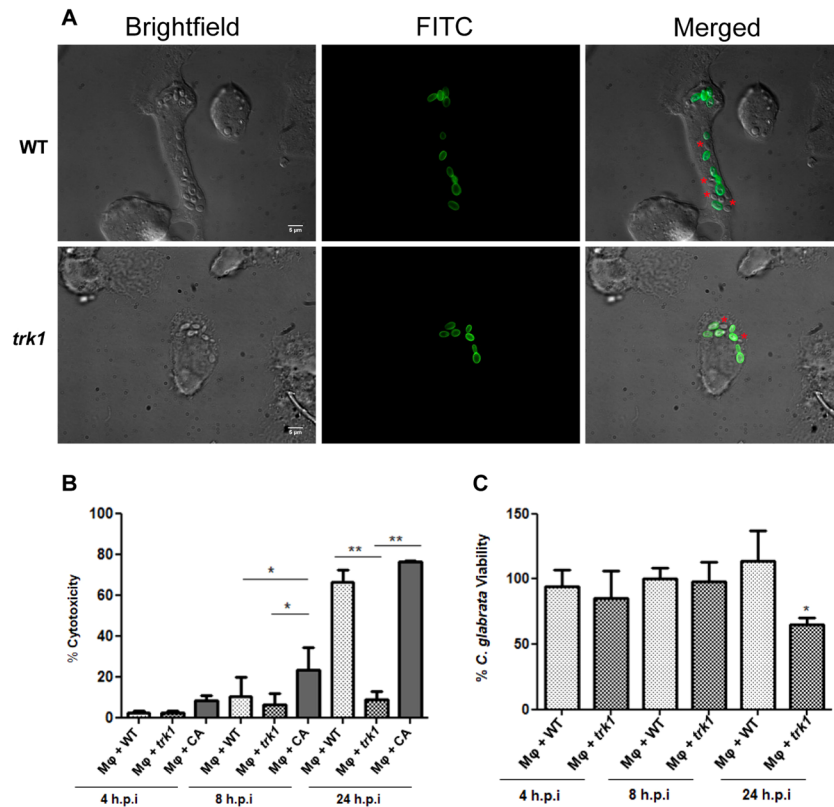 A
Brightfield
FITC
Merged
WT
5 μm
trk1
5 μm
B
C
% Cytotoxicity
100
80
60
40
20
0
*
*
**
**
Mφ + WT
Mφ + trk1
Mφ + CA
Mφ + WT
Mφ + trk1
Mφ + CA
Mφ + WT
Mφ + trk1
Mφ + CA
4 h.p.i
8 h.p.i
24 h.p.i
% C. glabrata Viability
150
100
50
0
*
Mφ + WT
Mφ + trk1
Mφ + WT
Mφ + trk1
Mφ + WT
Mφ + trk1
4 h.p.i
8 h.p.i
24 h.p.i